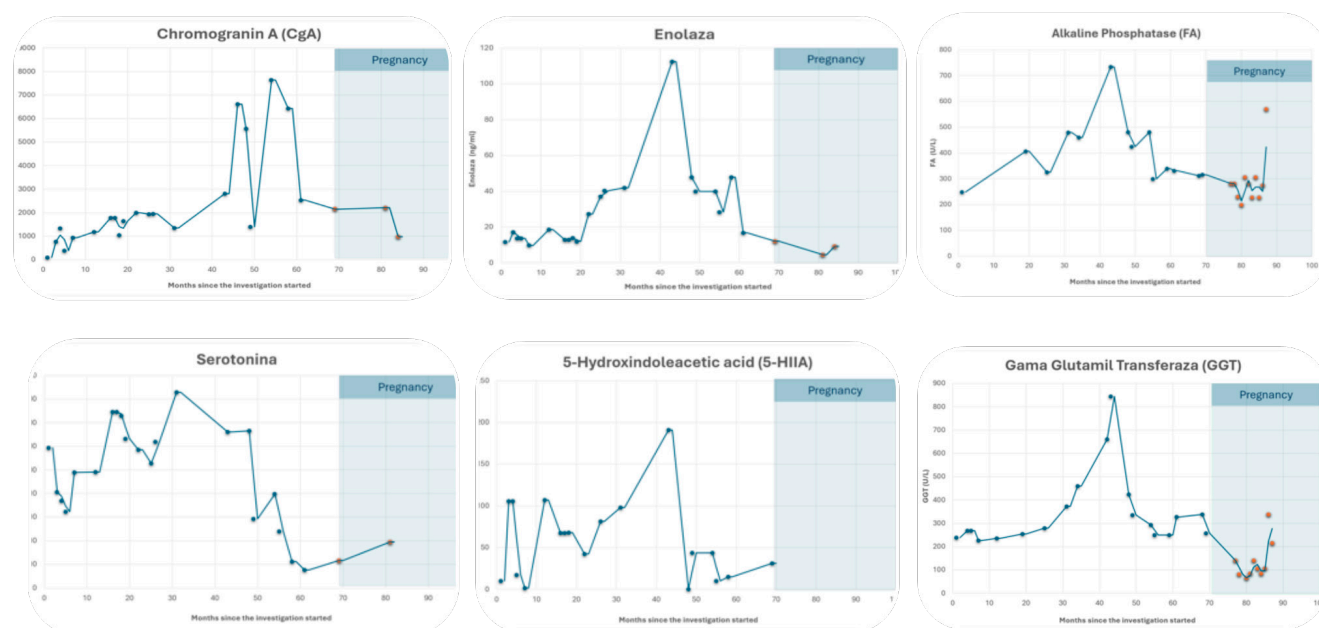 Chromogranin A (CgA)
Pregnancy
9000
8000
7000
6000
5000
4000
3000
2000
1000
0
0 10 20 30 40 50 60 70 80 90
Months since the investigation started
Enolaza
Pregnancy
Enolaza (ng/ml)
120
100
80
60
40
20
0
0 10 20 30 40 50 60 70 80 90
Months since the investigation started
Alkaline Phosphatase (FA)
Pregnancy
FA (U/L)
800
700
600
500
400
300
200
100
0
0 10 20 30 40 50 60 70 80 90 100
Months since the investigation started
Serotonina
Pregnancy
0 10 20 30 40 50 60 70 80 90
Months since the investigation started
5-Hydroxindoleacetic acid (5-HIIA)
Pregnancy
200
100
50
0
0 10 20 30 40 50 60 70 80 90
Months since the investigation started
Gama Glutamil Transferaza (GGT)
Pregnancy
GGT (U/L)
900
800
700
600
500
400
300
200
100
0
0 10 20 30 40 50 60 70 80 90 100
Months since the investigation started